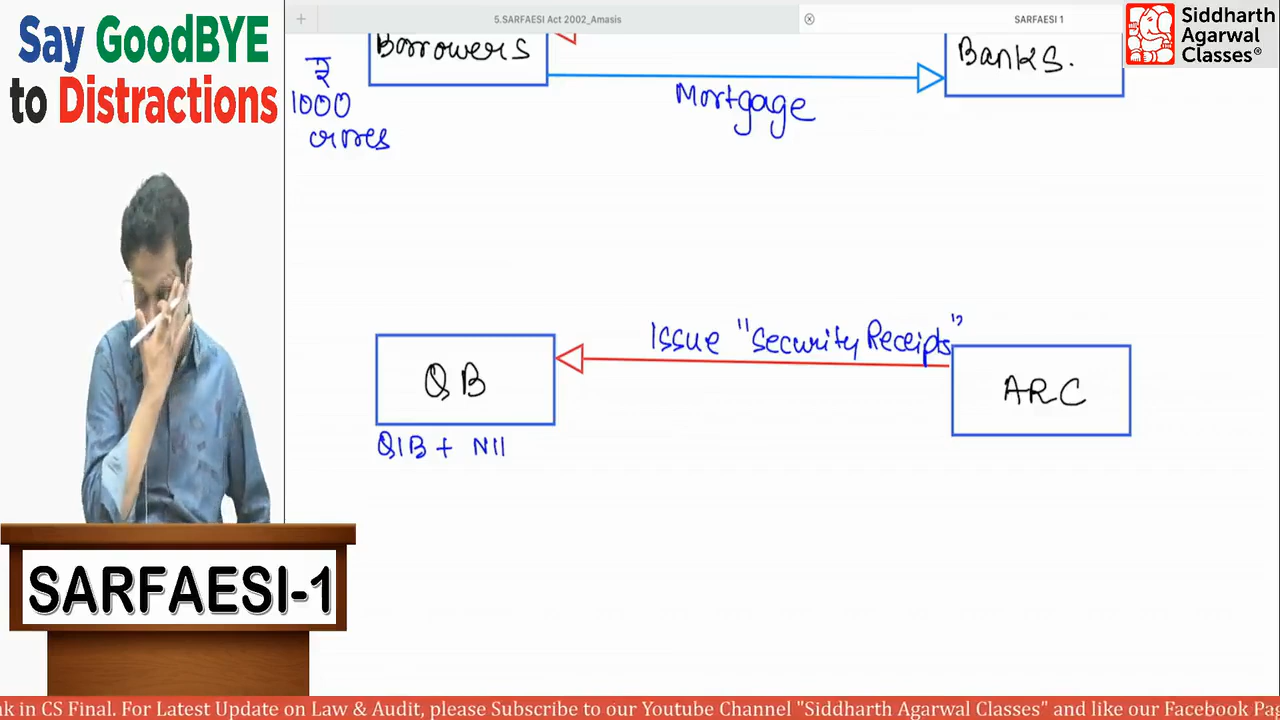 Say GoodBYE
to Distractions
5.SARFAESI Act 2002_Amasis
SARFAESI 1
Siddharth
Agarwal
Classes®
Borrowers
Banks.
Mortgage
₹
1000
crores
Issue "Security Receipts"
QB
ARC
QIB + NII
SARFAESI-1
nk in CS Final. For Latest Update on Law & Audit, please Subscribe to our Youtube Channel "Siddharth Agarwal Classes" and like our Facebook Pag